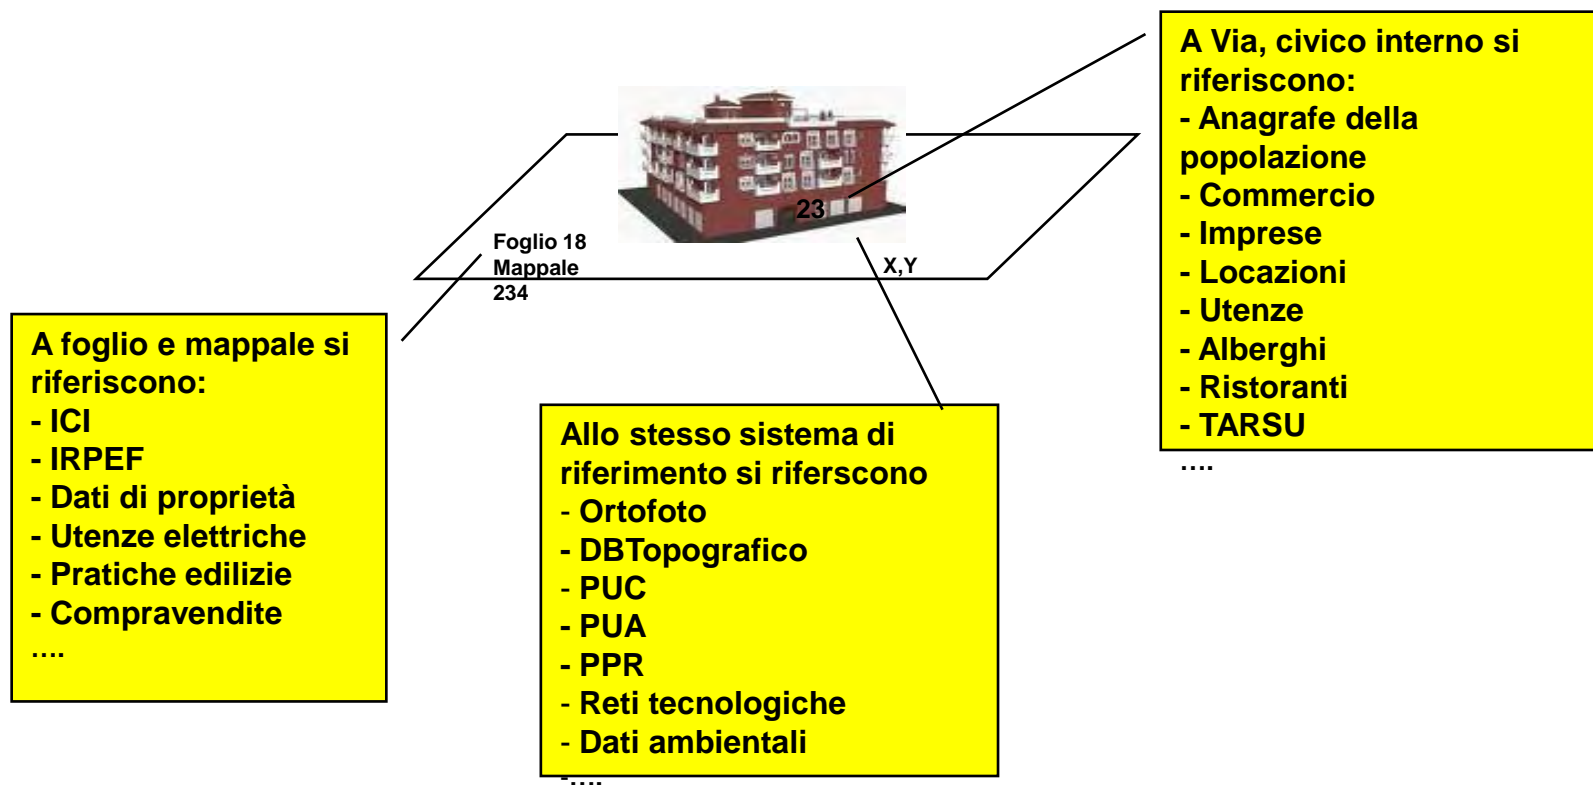 23
Foglio 18
Mappale
234
X,Y
A foglio e mappale si
riferiscono:
- ICI
- IRPEF
- Dati di proprietà
- Utenze elettriche
- Pratiche edilizie
- Compravendite
....
Allo stesso sistema di
riferimento si riferscono
- Ortofoto
- DBTopografico
- PUC
- PUA
- PPR
- Reti tecnologiche
- Dati ambientali
-....
A Via, civico interno si
riferiscono:
- Anagrafe della
popolazione
- Commercio
- Imprese
- Locazioni
- Utenze
- Alberghi
- Ristoranti
- TARSU
....